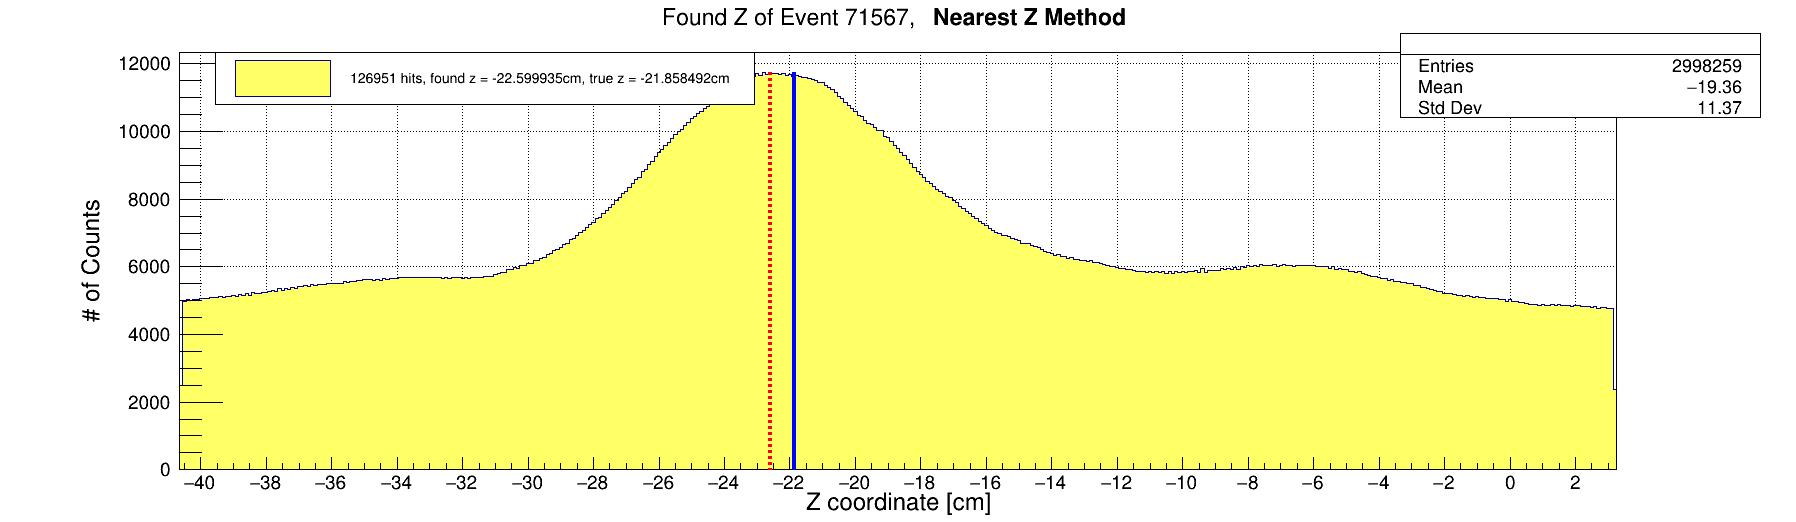 Found Z of Event 71567, Nearest Z Method
126951 hits, found z = -22.599935cm, true z = -21.858492cm
Entries 2998259
Mean −19.36
Std Dev 11.37
12000
10000
8000
6000
4000
2000
0
# of Counts
−40 −38 −36 −34 −32 −30 −28 −26 −24 −22 −20 −18 −16 −14 −12 −10 −8 −6 −4 −2 0 2
Z coordinate [cm]